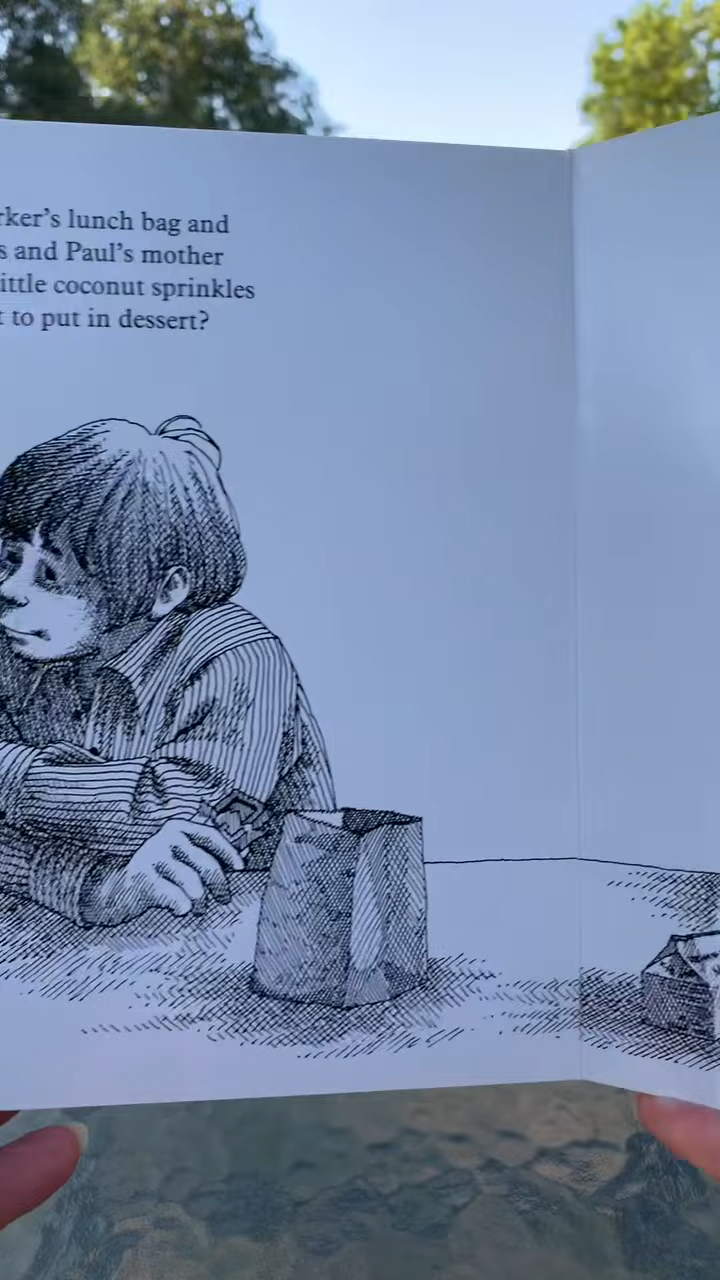 rker's lunch bag and
s and Paul's mother
ittle coconut sprinkles
t to put in dessert?